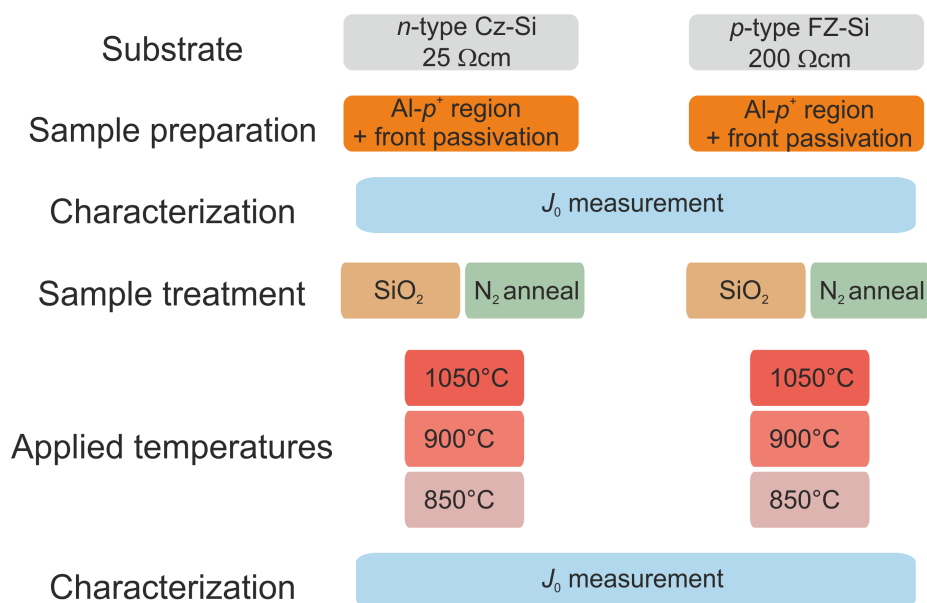 Substrate
n-type Cz-Si
25 Ωcm
p-type FZ-Si
200 Ωcm
Sample preparation
Al-p⁺ region
+ front passivation
Al-p⁺ region
+ front passivation
Characterization
J₀ measurement
Sample treatment
SiO₂
N₂ anneal
SiO₂
N₂ anneal
Applied temperatures
1050°C
1050°C
900°C
900°C
850°C
850°C
Characterization
J₀ measurement